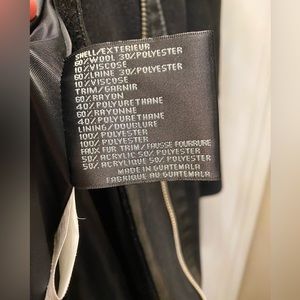 SHELL/EXTERIEUR
60% WOOL 30% POLYESTER
10% VISCOSE
60% LAINE 30% POLYESTER
10% VISCOSE
TRIM/GARNIR
60% RAYON
40% POLYURETHANE
60% RAYONNE
40% POLYURETHANE
LINING/DOUBLURE
100% POLYESTER
100% POLYESTER
FAUX FUR TRIM/FAUSSE FOURRURE
50% ACRYLIC 50% POLYESTER
50% ACRYLIC 50% POLYESTER
MADE IN GUATEMALA
FABRIQUE AU GUATEMALA